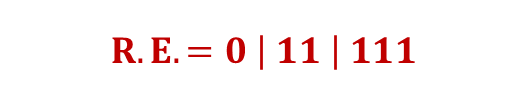 R. E. = 0 | 11 | 111